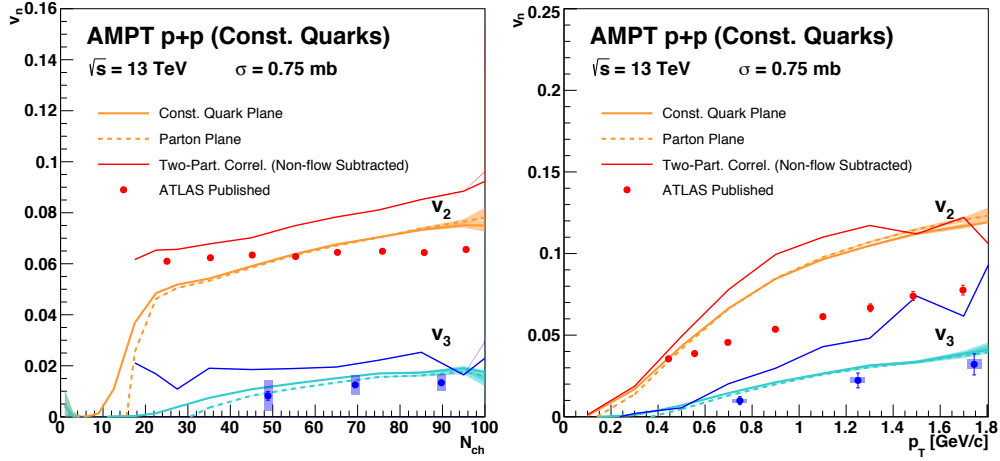 v_n
0.16
0.14
0.12
0.1
0.08
0.06
0.04
0.02
0
AMPT p+p (Const. Quarks)
√s = 13 TeV σ = 0.75 mb
Const. Quark Plane
Parton Plane
Two-Part. Correl. (Non-flow Subtracted)
ATLAS Published
v_2
v_3
0 10 20 30 40 50 60 70 80 90 100
N_ch
v_n
0.25
0.2
0.15
0.1
0.05
0
AMPT p+p (Const. Quarks)
√s = 13 TeV σ = 0.75 mb
Const. Quark Plane
Parton Plane
Two-Part. Correl. (Non-flow Subtracted)
ATLAS Published
v_2
v_3
0 0.2 0.4 0.6 0.8 1 1.2 1.4 1.6 1.8
p_T [GeV/c]